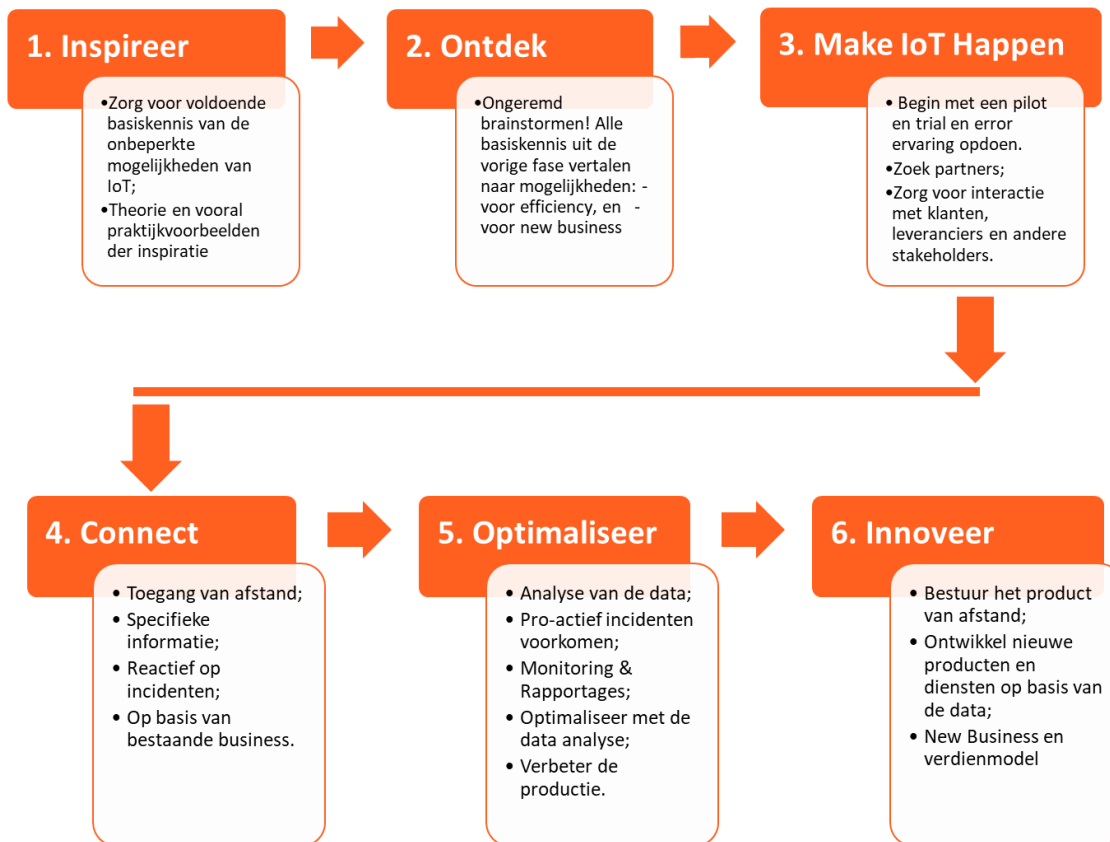 1. Inspireer
•Zorg voor voldoende
basiskennis van de
onbeperkte
mogelijkheden van
IoT;
•Theorie en vooral
praktijkvoorbeelden
der inspiratie
2. Ontdek
•Ongeremd
brainstormen! Alle
basiskennis uit de
vorige fase vertalen
naar mogelijkheden: -
voor efficiency, en -
voor new business
3. Make IoT Happen
• Begin met een pilot
en trial en error
ervaring opdoen.
•Zoek partners;
•Zorg voor interactie
met klanten,
leveranciers en andere
stakeholders.
4. Connect
• Toegang van afstand;
• Specifieke
informatie;
• Reactief op
incidenten;
• Op basis van
bestaande business.
5. Optimaliseer
• Analyse van de data;
• Pro-actief incidenten
voorkomen;
• Monitoring &
Rapportages;
• Optimaliseer met de
data analyse;
• Verbeter de
productie.
6. Innoveer
• Bestuur het product
van afstand;
• Ontwikkel nieuwe
producten en
diensten op basis van
de data;
• New Business en
verdienmodel